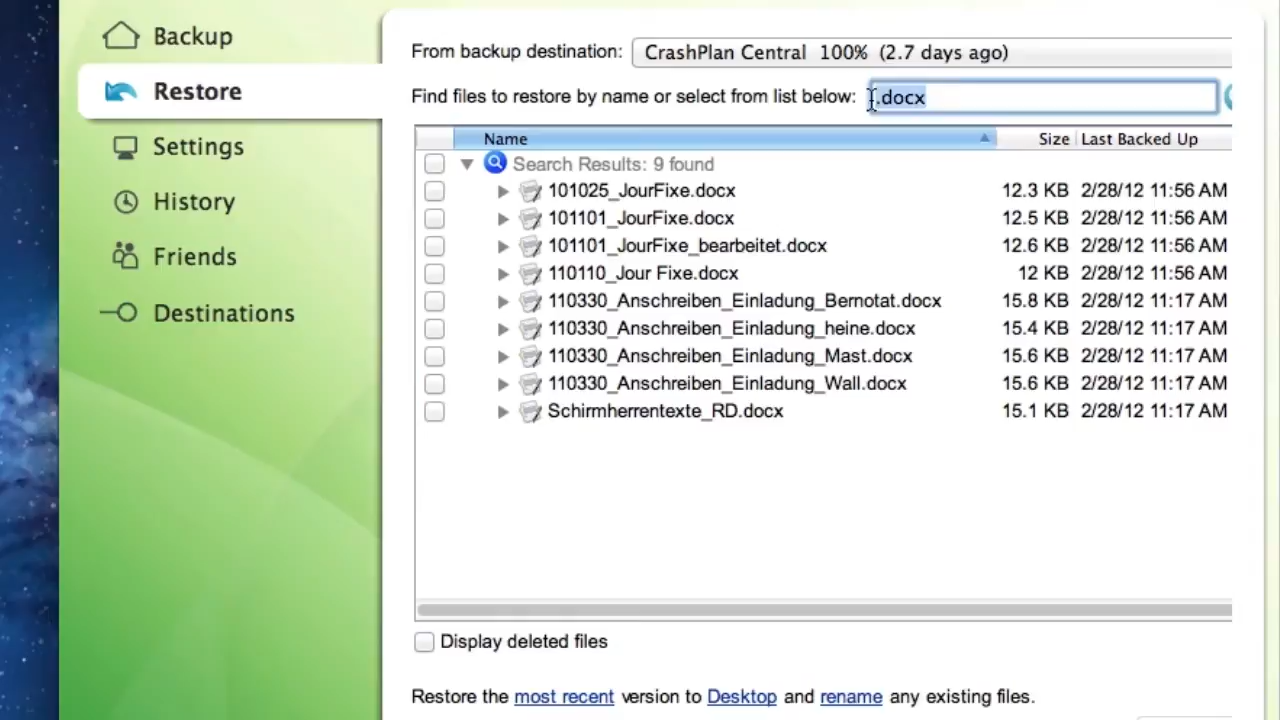 Backup
Restore
Settings
History
Friends
Destinations
From backup destination: CrashPlan Central 100% (2.7 days ago)
Find files to restore by name or select from list below: .docx
Name Size Last Backed Up
Search Results: 9 found
101025_JourFixe.docx 12.3 KB 2/28/12 11:56 AM
101101_JourFixe.docx 12.5 KB 2/28/12 11:56 AM
101101_JourFixe_bearbeitet.docx 12.6 KB 2/28/12 11:56 AM
110110_Jour Fixe.docx 12 KB 2/28/12 11:56 AM
110330_Anschreiben_Einladung_Bernotat.docx 15.8 KB 2/28/12 11:17 AM
110330_Anschreiben_Einladung_heine.docx 15.4 KB 2/28/12 11:17 AM
110330_Anschreiben_Einladung_Mast.docx 15.6 KB 2/28/12 11:17 AM
110330_Anschreiben_Einladung_Wall.docx 15.6 KB 2/28/12 11:17 AM
Schirmherrentexte_RD.docx 15.1 KB 2/28/12 11:17 AM
Display deleted files
Restore the most recent version to Desktop and rename any existing files.